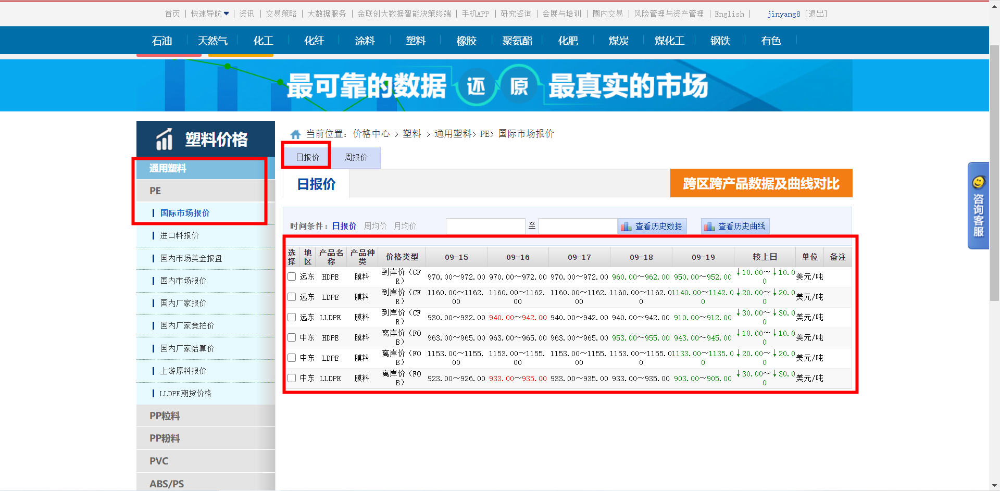 首页 | 快速导航 | 资讯 | 交易策略 | 大数据服务 | 金联创大数据智能决策终端 | 手机APP | 研究咨询 | 会展与培训 | 圈内交易 | 风险管理与资产管理 | English | jinyang8 [退出]
石油 天然气 化工 化纤 涂料 塑料 橡胶 聚氨酯 化肥 煤炭 煤化工 钢铁 有色
最可靠的数据 还 原 最真实的市场
塑料价格
通用塑料
PE
国际市场报价
进口料报价
国内市场美金报盘
国内市场报价
国内厂家报价
国内厂家竞拍价
国内厂家结算价
上游原料报价
LLDPE期货价格
PP粒料
PP粉料
PVC
ABS/PS
当前位置：价格中心 > 塑料 > 通用塑料> PE> 国际市场报价
日报价 周报价
日报价
跨区跨产品数据及曲线对比
时间条件：日报价 周均价 月均价 至 查看历史数据 查看历史曲线
选择 地区 产品名称 产品种类 价格类型 09-15 09-16 09-17 09-18 09-19 较上日 单位 备注
远东 HDPE 膜料 到岸价（CFR） 970.00～972.00 970.00～972.00 970.00～972.00 960.00～962.00 950.00～952.00 ↓10.00～↓10.00 美元/吨
远东 LDPE 膜料 到岸价（CFR） 1160.00～1162.00 1160.00～1162.00 1160.00～1162.00 1160.00～1162.00 1140.00～1142.00 ↓20.00～↓20.00 美元/吨
远东 LLDPE 膜料 到岸价（CFR） 930.00～932.00 940.00～942.00 940.00～942.00 940.00～942.00 910.00～912.00 ↓30.00～↓30.00 美元/吨
中东 HDPE 膜料 离岸价（FOB） 963.00～965.00 963.00～965.00 963.00～965.00 953.00～955.00 943.00～945.00 ↓10.00～↓10.00 美元/吨
中东 LDPE 膜料 离岸价（FOB） 1153.00～1155.00 1153.00～1155.00 1153.00～1155.00 1153.00～1155.00 1133.00～1135.00 ↓20.00～↓20.00 美元/吨
中东 LLDPE 膜料 离岸价（FOB） 923.00～926.00 933.00～935.00 933.00～935.00 933.00～935.00 903.00～905.00 ↓30.00～↓30.00 美元/吨
咨询客服